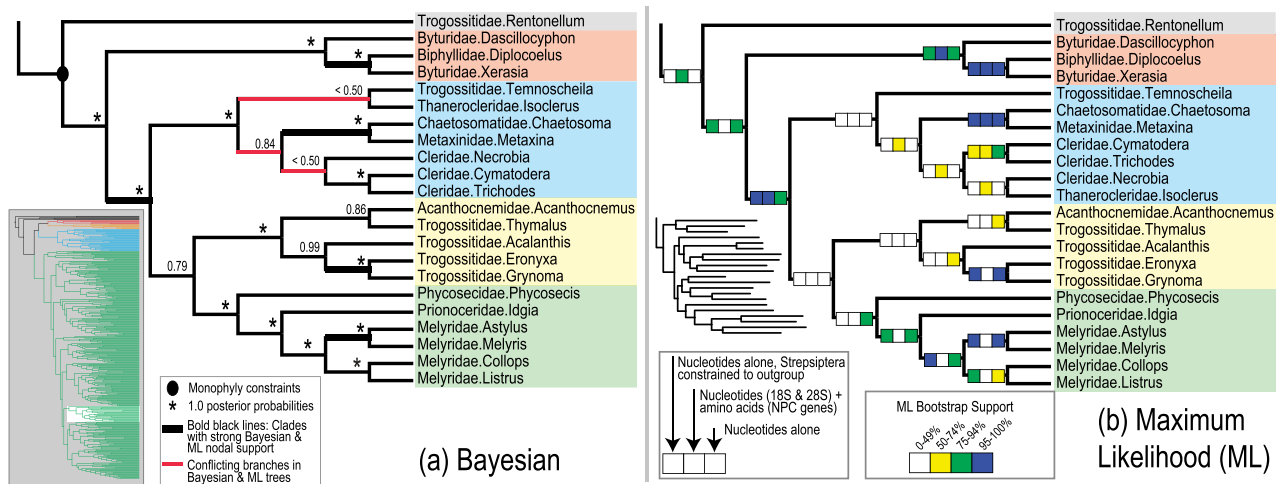 Trogossitidae.Rentonellum
Byturidae.Dascillocyphon
Biphyllidae.Diplocoelus
Byturidae.Xerasia
Trogossitidae.Temnoscheila
Thanerocleridae.Isoclerus
Chaetosomatidae.Chaetosoma
Metaxinidae.Metaxina
Cleridae.Necrobia
Cleridae.Cymatodera
Cleridae.Trichodes
Acanthocnemidae.Acanthocnemus
Trogossitidae.Thymalus
Trogossitidae.Acalanthis
Trogossitidae.Eronyxa
Trogossitidae.Grynoma
Phycosecidae.Phycosecis
Prionoceridae.Idgia
Melyridae.Astylus
Melyridae.Melyris
Melyridae.Collops
Melyridae.Listrus
*
*
*
< 0.50
*
*
0.84
< 0.50
*
*
0.86
*
0.99
*
0.79
*
*
*
*
Monophyly constraints
* 1.0 posterior probabilities
Bold black lines: Clades
with strong Bayesian &
ML nodal support
Conflicting branches in
Bayesian & ML trees
(a) Bayesian
Trogossitidae.Rentonellum
Byturidae.Dascillocyphon
Biphyllidae.Diplocoelus
Byturidae.Xerasia
Trogossitidae.Temnoscheila
Chaetosomatidae.Chaetosoma
Metaxinidae.Metaxina
Cleridae.Cymatodera
Cleridae.Trichodes
Cleridae.Necrobia
Thanerocleridae.Isoclerus
Acanthocnemidae.Acanthocnemus
Trogossitidae.Thymalus
Trogossitidae.Acalanthis
Trogossitidae.Eronyxa
Trogossitidae.Grynoma
Phycosecidae.Phycosecis
Prionoceridae.Idgia
Melyridae.Astylus
Melyridae.Melyris
Melyridae.Collops
Melyridae.Listrus
Nucleotides alone, Strepsiptera
constrained to outgroup
Nucleotides (18S & 28S) +
amino acids (NPC genes)
Nucleotides alone
ML Bootstrap Support
0-49%
50-74%
75-94%
95-100%
(b) Maximum
Likelihood (ML)